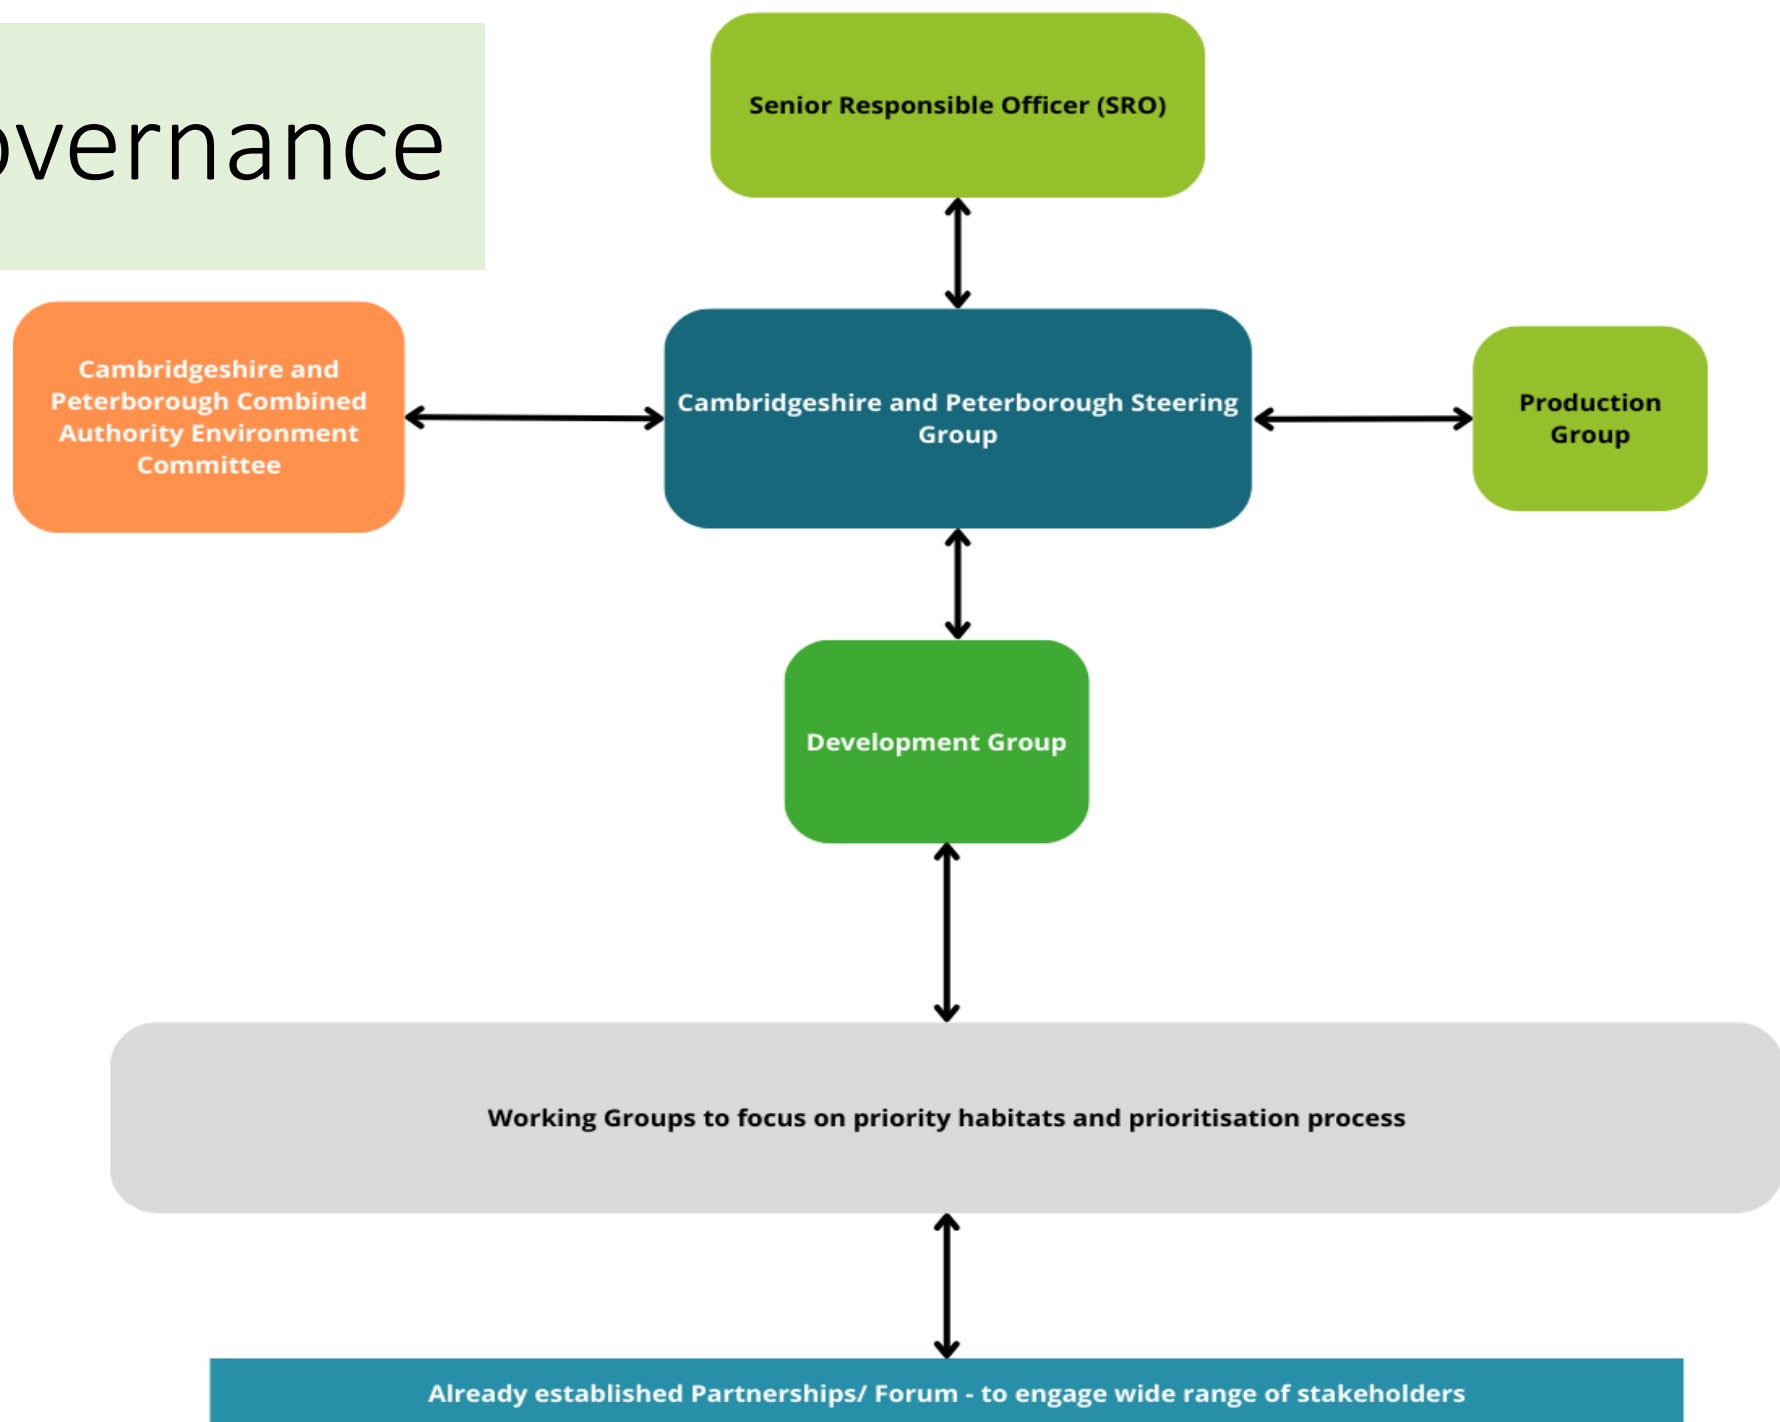 overnance
Senior Responsible Officer (SRO)
Cambridgeshire and
Peterborough Combined
Authority Environment
Committee
Cambridgeshire and Peterborough Steering
Group
Production
Group
Development Group
Working Groups to focus on priority habitats and prioritisation process
Already established Partnerships/ Forum - to engage wide range of stakeholders